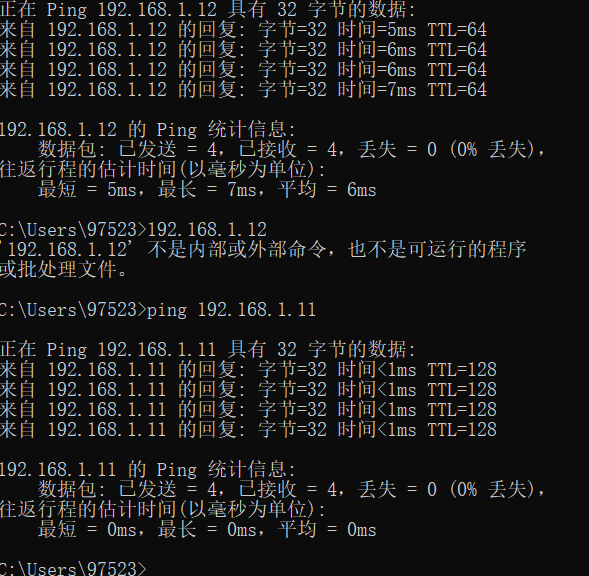 正在 Ping 192.168.1.12 具有 32 字节的数据:
来自 192.168.1.12 的回复: 字节=32 时间=5ms TTL=64
来自 192.168.1.12 的回复: 字节=32 时间=6ms TTL=64
来自 192.168.1.12 的回复: 字节=32 时间=6ms TTL=64
来自 192.168.1.12 的回复: 字节=32 时间=7ms TTL=64
192.168.1.12 的 Ping 统计信息:
数据包: 已发送 = 4，已接收 = 4，丢失 = 0 (0% 丢失)，
往返行程的估计时间(以毫秒为单位):
最短 = 5ms，最长 = 7ms，平均 = 6ms
C:\Users\97523>192.168.1.12
'192.168.1.12' 不是内部或外部命令，也不是可运行的程序
或批处理文件。
C:\Users\97523>ping 192.168.1.11
正在 Ping 192.168.1.11 具有 32 字节的数据:
来自 192.168.1.11 的回复: 字节=32 时间<1ms TTL=128
来自 192.168.1.11 的回复: 字节=32 时间<1ms TTL=128
来自 192.168.1.11 的回复: 字节=32 时间<1ms TTL=128
来自 192.168.1.11 的回复: 字节=32 时间<1ms TTL=128
192.168.1.11 的 Ping 统计信息:
数据包: 已发送 = 4，已接收 = 4，丢失 = 0 (0% 丢失)，
往返行程的估计时间(以毫秒为单位):
最短 = 0ms，最长 = 0ms，平均 = 0ms
C:\Users\97523>